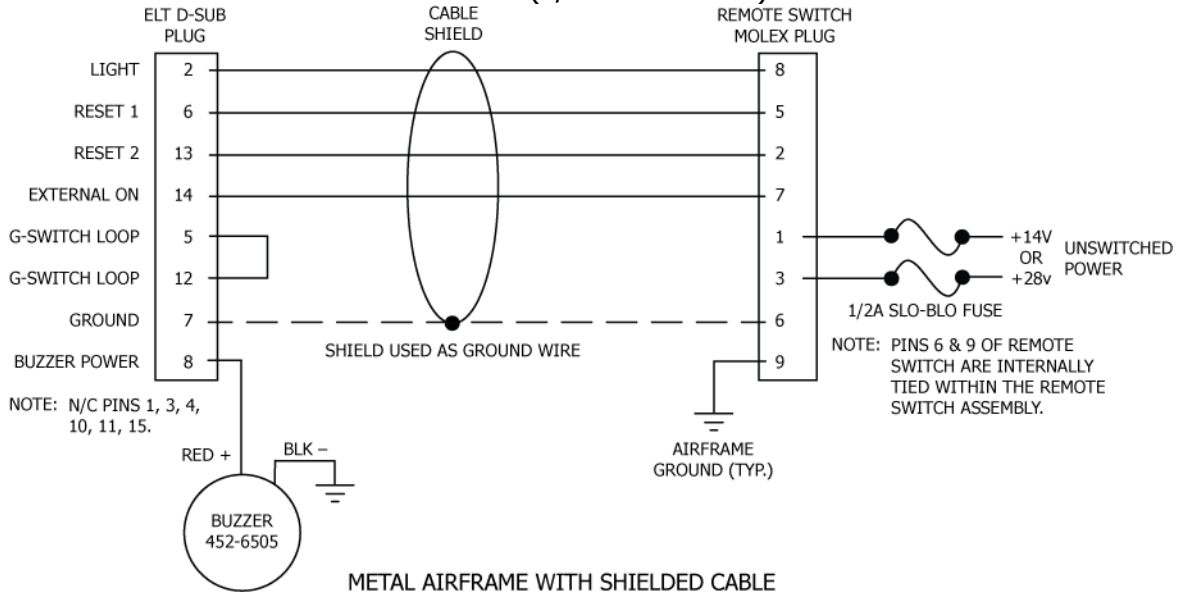 ELT D-SUB
PLUG
CABLE
SHIELD
REMOTE SWITCH
MOLEX PLUG
LIGHT 2 8
RESET 1 6 5
RESET 2 13 2
EXTERNAL ON 14 7
G-SWITCH LOOP 5 1 +14V
OR
UNSWITCHED
POWER
G-SWITCH LOOP 12 3 +28v
1/2A SLO-BLO FUSE
GROUND 7 6
SHIELD USED AS GROUND WIRE
BUZZER POWER 8 9
NOTE: PINS 6 & 9 OF REMOTE
SWITCH ARE INTERNALLY
TIED WITHIN THE REMOTE
SWITCH ASSEMBLY.
NOTE: N/C PINS 1, 3, 4,
10, 11, 15.
RED +
BLK –
AIRFRAME
GROUND (TYP.)
BUZZER
452-6505
METAL AIRFRAME WITH SHIELDED CABLE